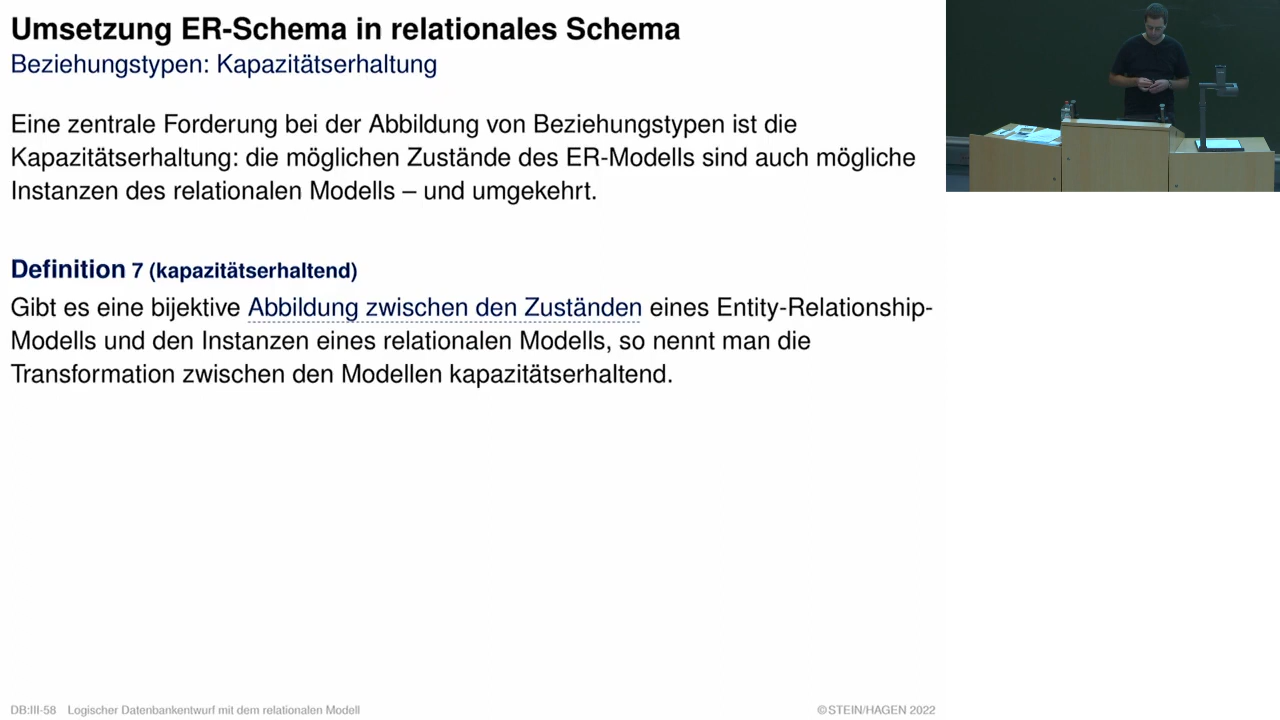 Umsetzung ER-Schema in relationales Schema
Beziehungstypen: Kapazitätserhaltung
Eine zentrale Forderung bei der Abbildung von Beziehungstypen ist die
Kapazitätserhaltung: die möglichen Zustände des ER-Modells sind auch mögliche
Instanzen des relationalen Modells – und umgekehrt.
Definition 7 (kapazitätserhaltend)
Gibt es eine bijektive Abbildung zwischen den Zuständen eines Entity-Relationship-
Modells und den Instanzen eines relationalen Modells, so nennt man die
Transformation zwischen den Modellen kapazitätserhaltend.
DB:III-58 Logischer Datenbankentwurf mit dem relationalen Modell
©STEIN/HAGEN 2022